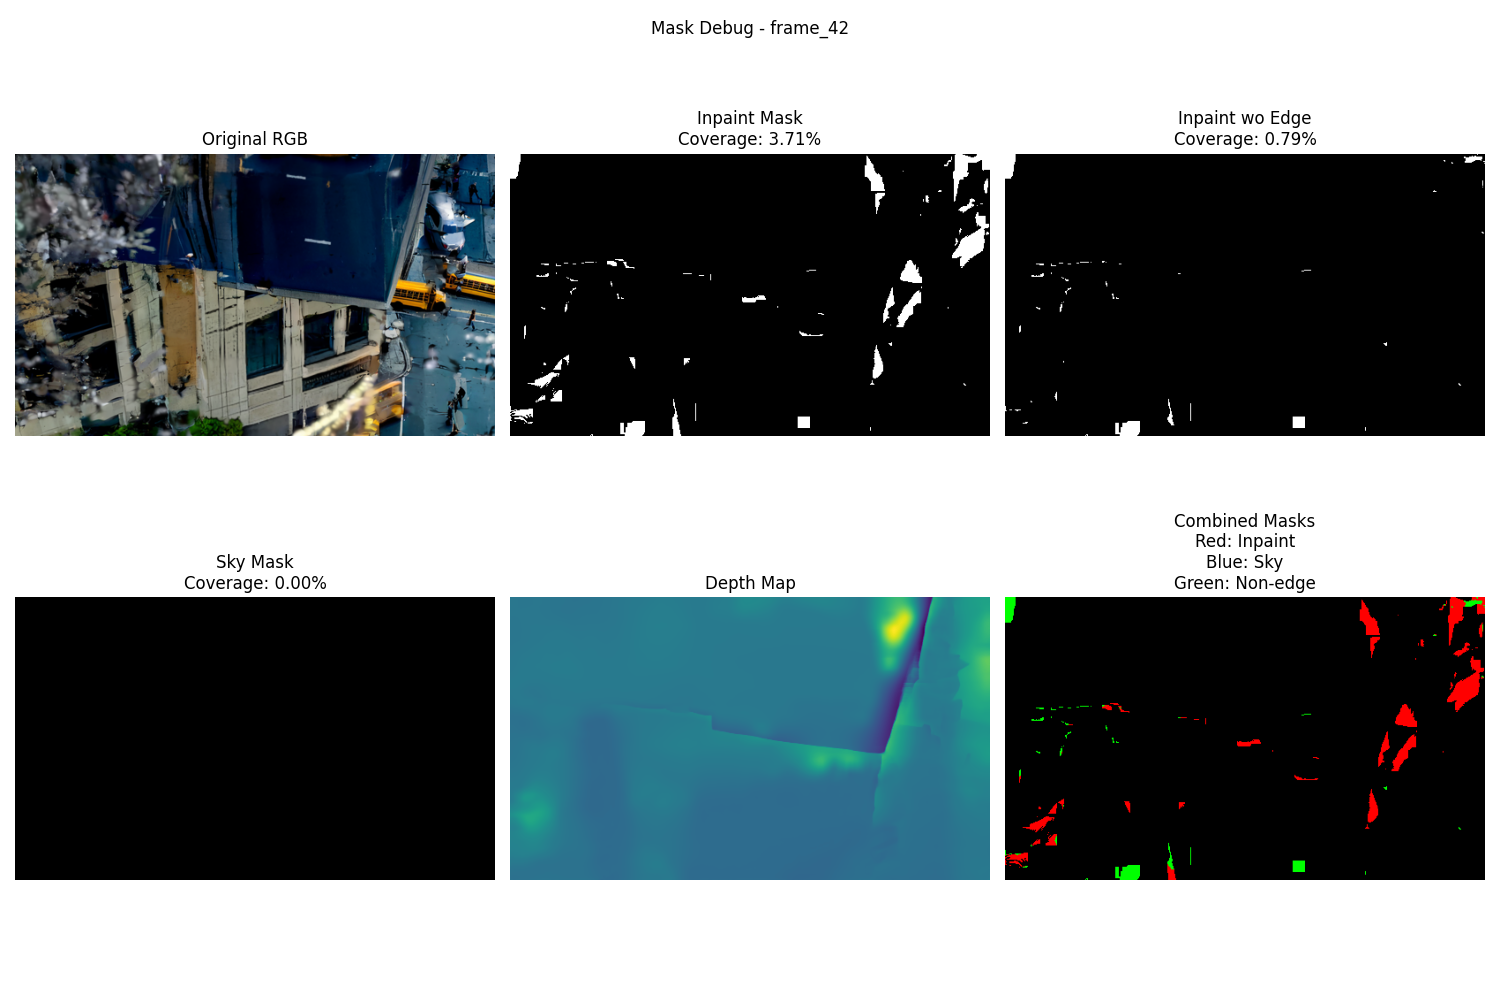 Mask Debug - frame_42
Original RGB
Inpaint Mask
Coverage: 3.71%
Inpaint wo Edge
Coverage: 0.79%
Sky Mask
Coverage: 0.00%
Depth Map
Combined Masks
Red: Inpaint
Blue: Sky
Green: Non-edge